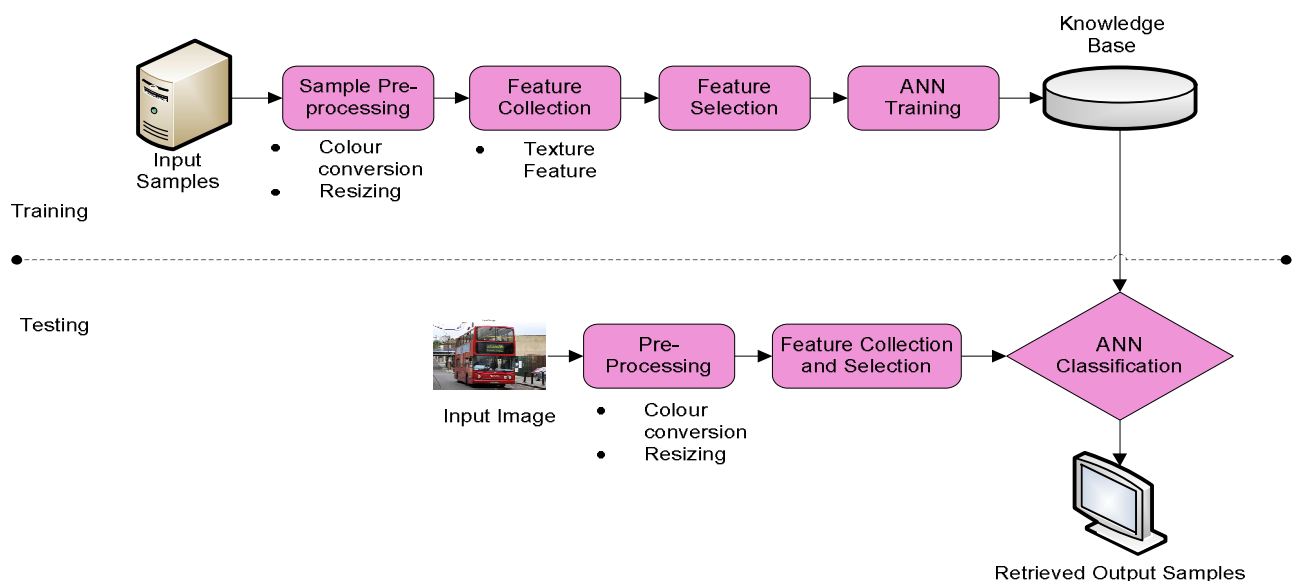 Knowledge
Base
Sample Pre-
processing
Feature
Collection
Feature
Selection
ANN
Training
Input
Samples
• Colour
conversion
• Resizing
• Texture
Feature
Training
Testing
Input Image
Pre-
Processing
• Colour
conversion
• Resizing
Feature Collection
and Selection
ANN
Classification
Retrieved Output Samples